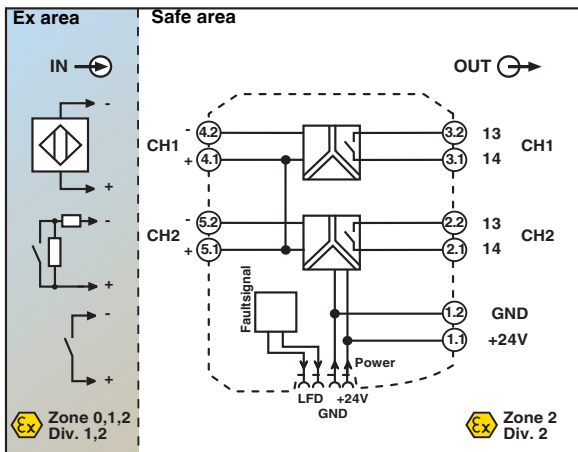 Ex area
Safe area
IN
OUT
-
+
-
+
-
+
CH1
- 4.2
+ 4.1
3.2 13
3.1 14
CH1
CH2
- 5.2
+ 5.1
2.2 13
2.1 14
CH2
Faultsignal
1.2 GND
1.1 +24V
Power
LFD +24V
GND
Ex Zone 0,1,2
Div. 1,2
Ex Zone 2
Div. 2